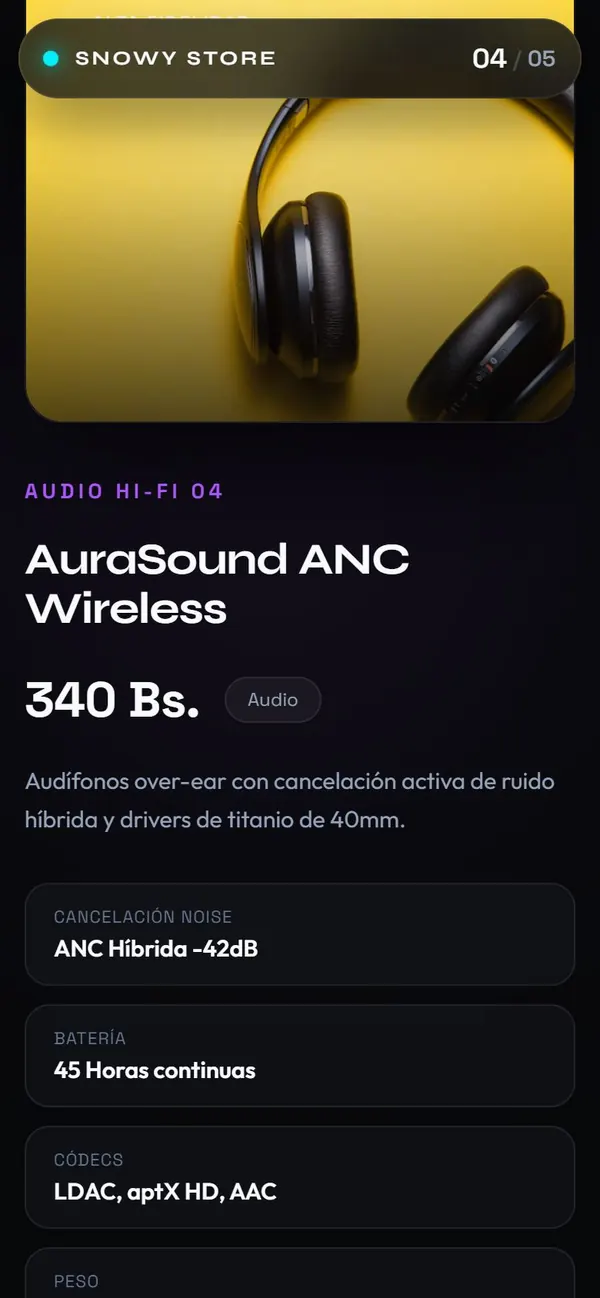 SNOWY STORE
04 / 05
AUDIO HI-FI 04
AuraSound ANC
Wireless
340 Bs.
Audio
Audífonos over-ear con cancelación activa de ruido
híbrida y drivers de titanio de 40mm.
CANCELACIÓN NOISE
ANC Híbrida -42dB
BATERÍA
45 Horas continuas
CÓDECS
LDAC, aptX HD, AAC
PESO